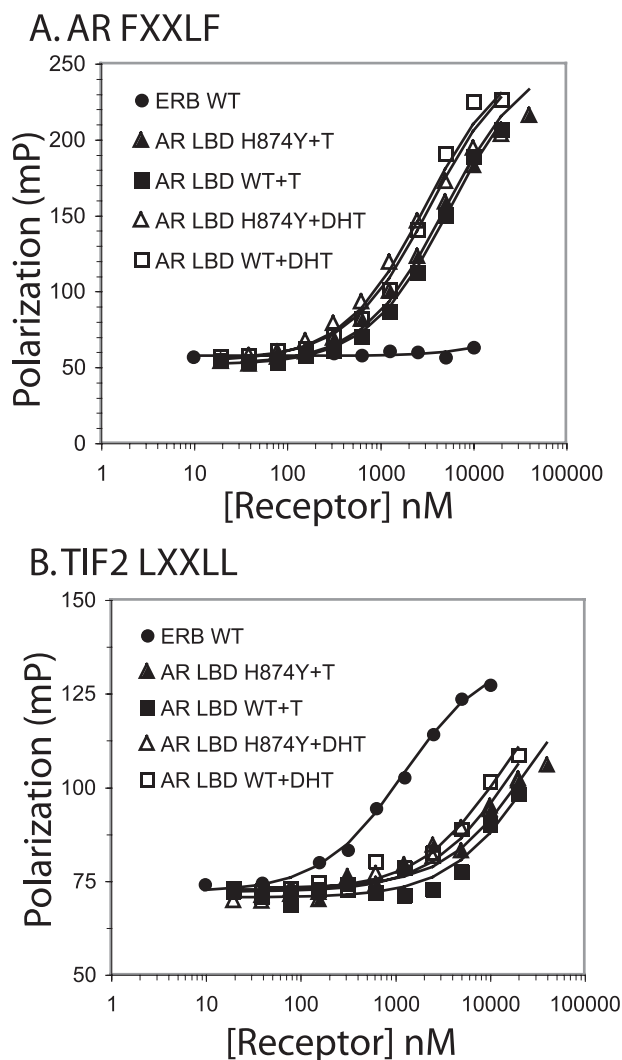 A. AR FXXLF
250
200
150
100
50
0
Polarization (mP)
ERB WT
AR LBD H874Y+T
AR LBD WT+T
AR LBD H874Y+DHT
AR LBD WT+DHT
1 10 100 1000 10000 100000
[Receptor] nM
B. TIF2 LXXLL
150
125
100
75
50
Polarization (mP)
ERB WT
AR LBD H874Y+T
AR LBD WT+T
AR LBD H874Y+DHT
AR LBD WT+DHT
1 10 100 1000 10000 100000
[Receptor] nM